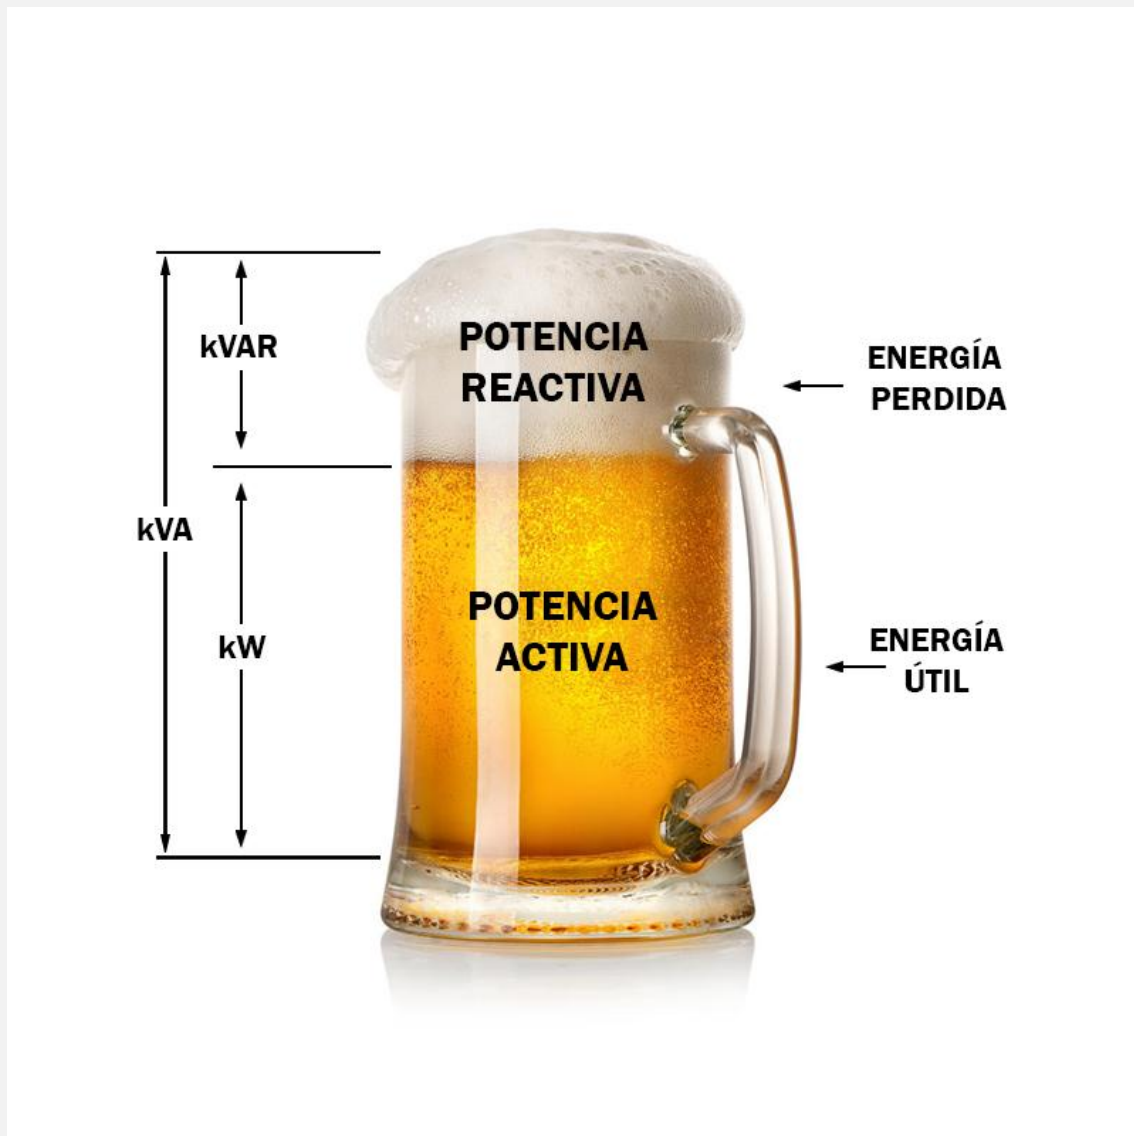 kVAR
POTENCIA
REACTIVA
ENERGÍA
PERDIDA
kVA
kW
POTENCIA
ACTIVA
ENERGÍA
ÚTIL